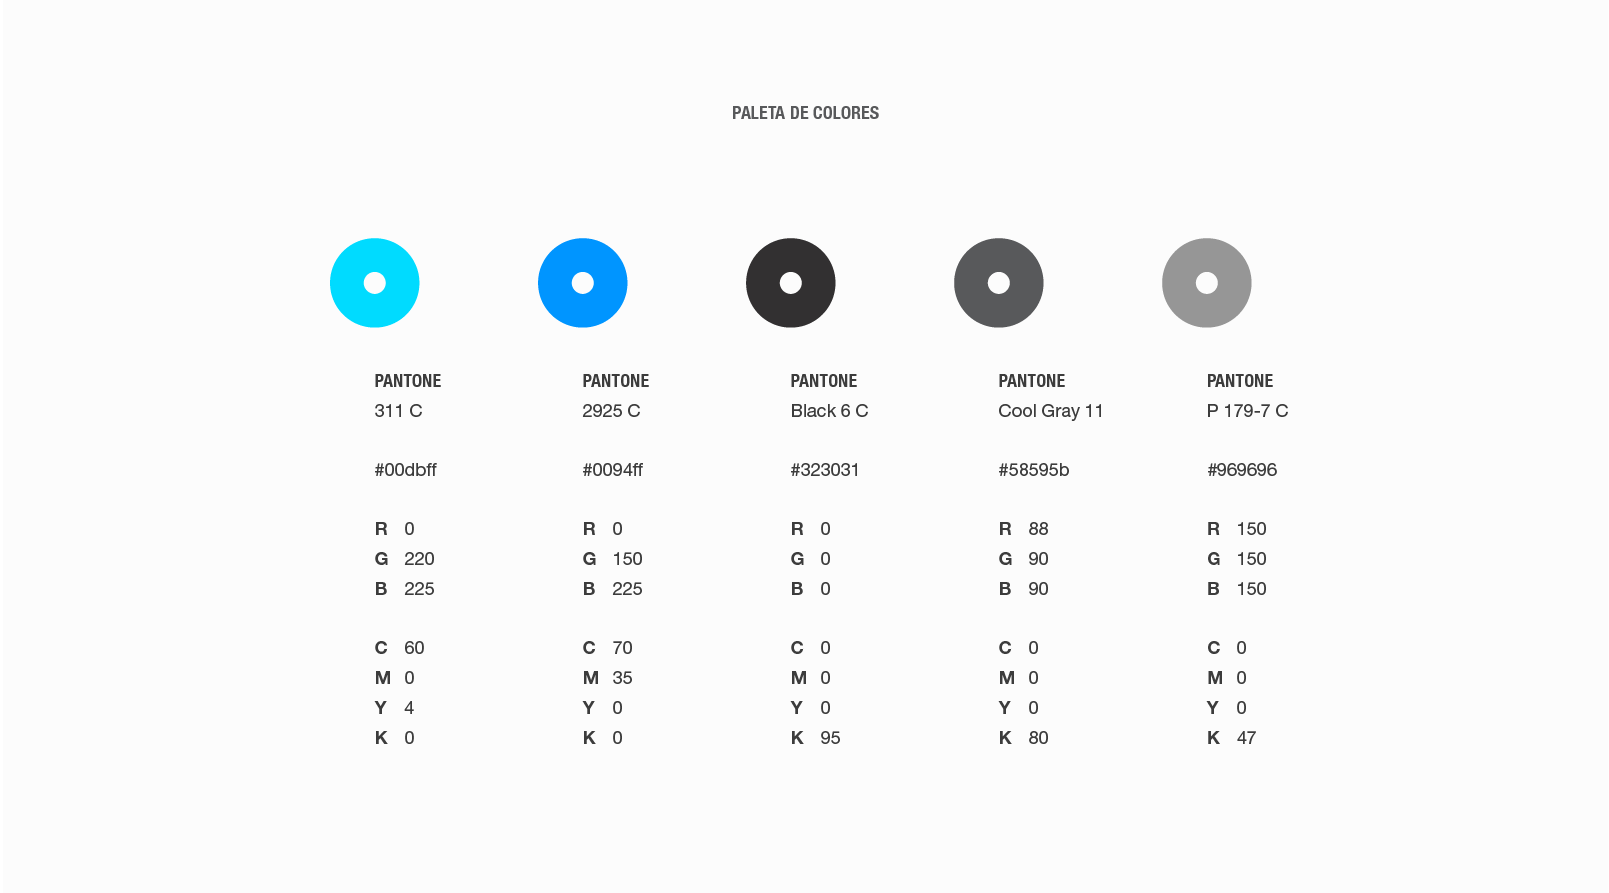 PALETA DE COLORES
PANTONE
311 C
#00dbff
R 0
G 220
B 225
C 60
M 0
Y 4
K 0
PANTONE
2925 C
#0094ff
R 0
G 150
B 225
C 70
M 35
Y 0
K 0
PANTONE
Black 6 C
#323031
R 0
G 0
B 0
C 0
M 0
Y 0
K 95
PANTONE
Cool Gray 11
#58595b
R 88
G 90
B 90
C 0
M 0
Y 0
K 80
PANTONE
P 179-7 C
#969696
R 150
G 150
B 150
C 0
M 0
Y 0
K 47